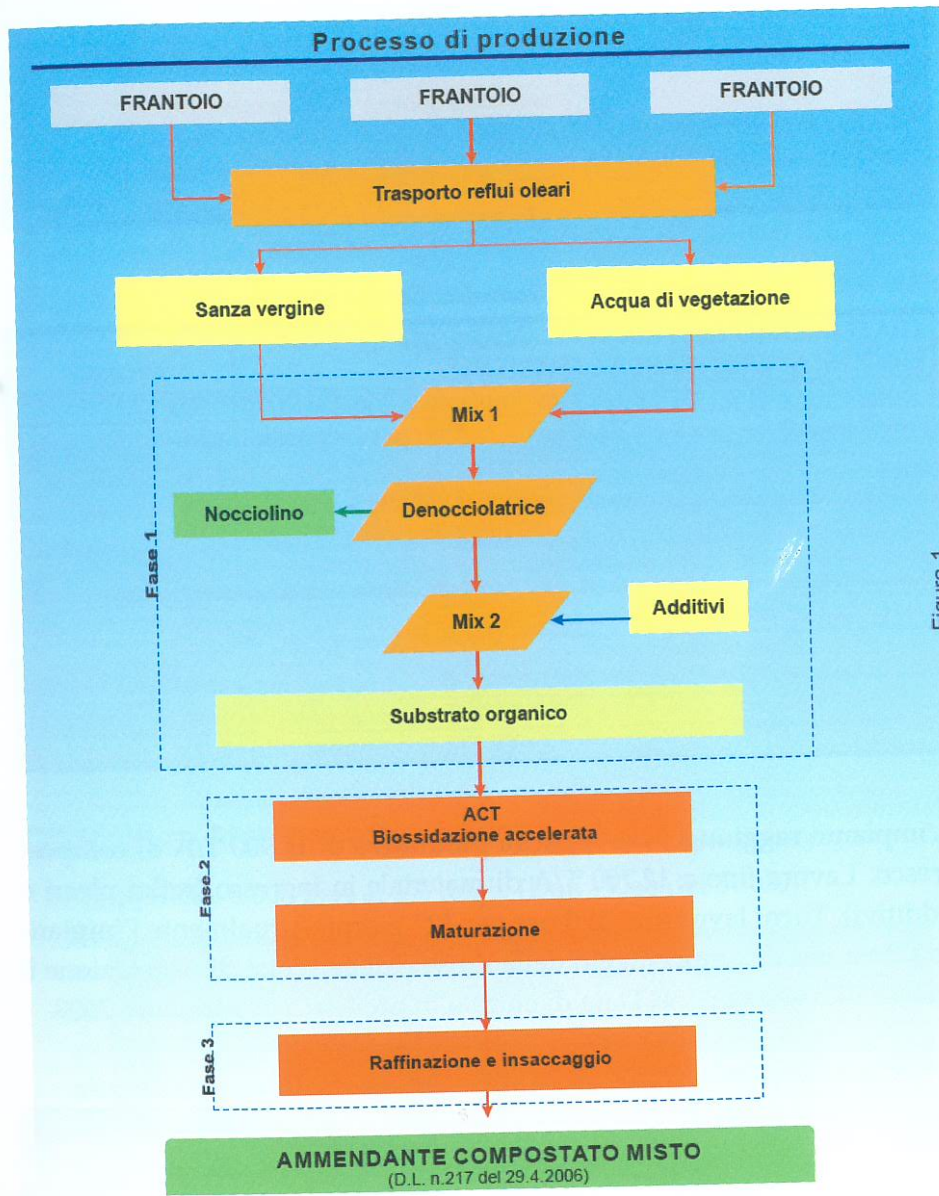 Processo di produzione
FRANTOIO
FRANTOIO
FRANTOIO
Trasporto reflui oleari
Sanza vergine
Acqua di vegetazione
Fase 1
Mix 1
Denocciolatrice
Nocciolino
Mix 2
Additivi
Substrato organico
Figura 1
Fase 2
ACT
Biossidazione accelerata
Maturazione
Fase 3
Raffinazione e insaccaggio
AMMENDANTE COMPOSTATO MISTO
(D.L. n.217 del 29.4.2006)